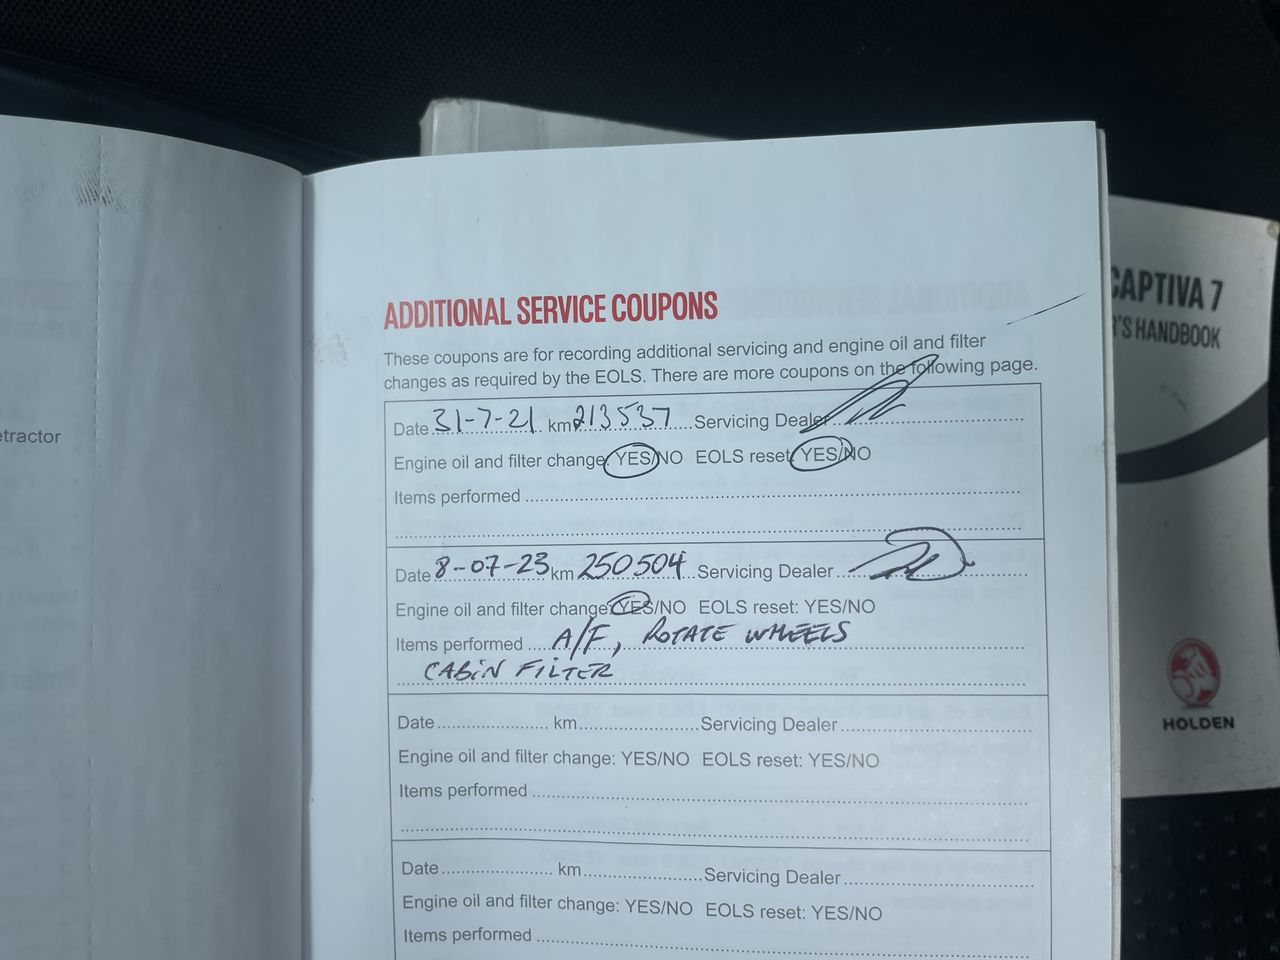 etractor
ADDITIONAL SERVICE COUPONS
These coupons are for recording additional servicing and engine oil and filter
changes as required by the EOLS. There are more coupons on the following page.
Date 31-7-21 km 213537 Servicing Dealer
Engine oil and filter change: YES/NO EOLS reset: YES/NO
Items performed
Date 8-07-23 km 250504 Servicing Dealer
Engine oil and filter change: YES/NO EOLS reset: YES/NO
Items performed A/F, ROTATE WHEELS
CABIN FILTER
Date km Servicing Dealer
Engine oil and filter change: YES/NO EOLS reset: YES/NO
Items performed
Date km Servicing Dealer
Engine oil and filter change: YES/NO EOLS reset: YES/NO
Items performed
CAPTIVA 7
R'S HANDBOOK
HOLDEN